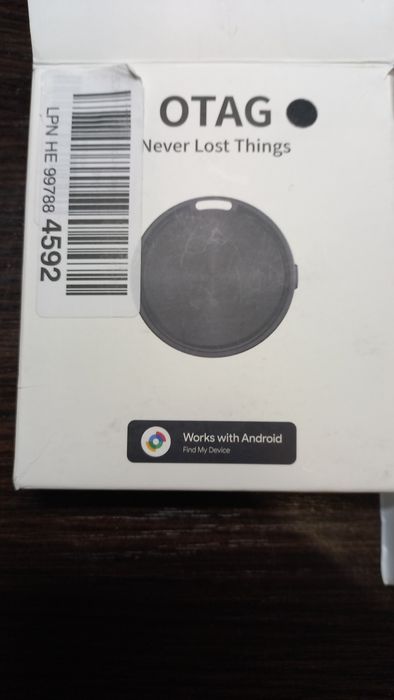 OTAG
Never Lost Things
LPN HE 99788 4592
Works with Android
Find My Device